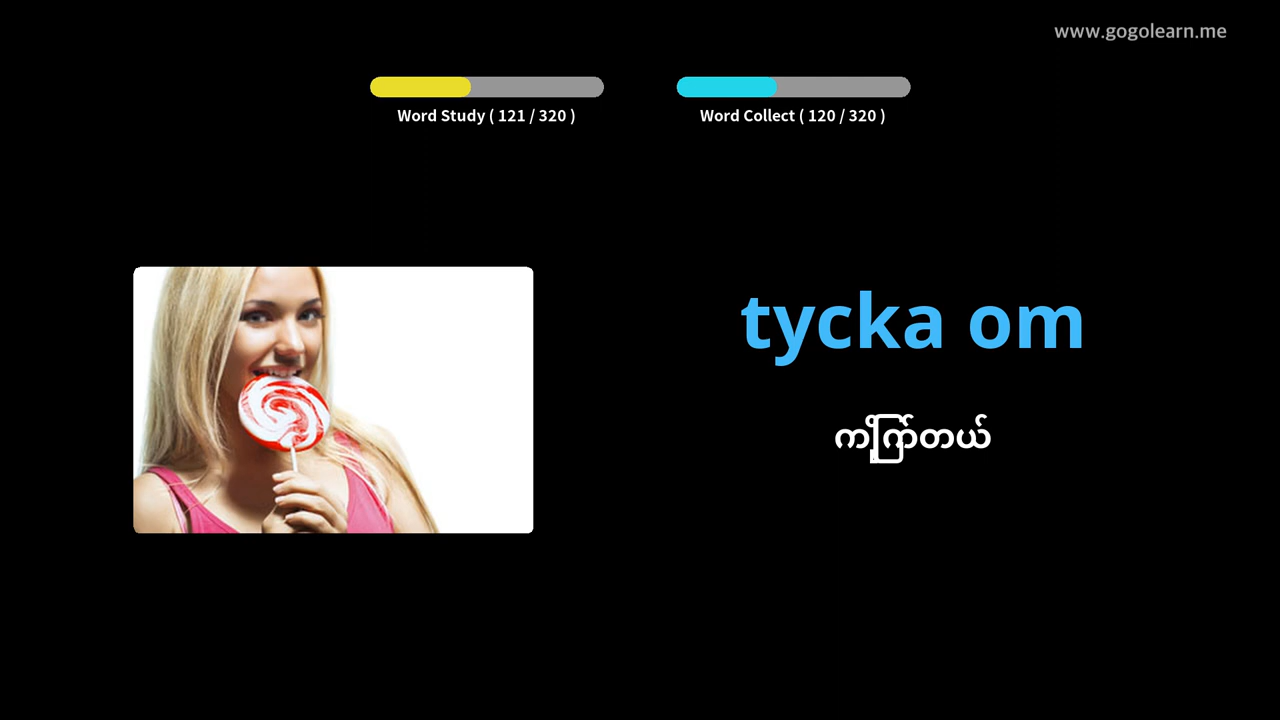 www.gogolearn.me
Word Study ( 121 / 320 )
Word Collect ( 120 / 320 )
tycka om
ကြိုက်တယ်